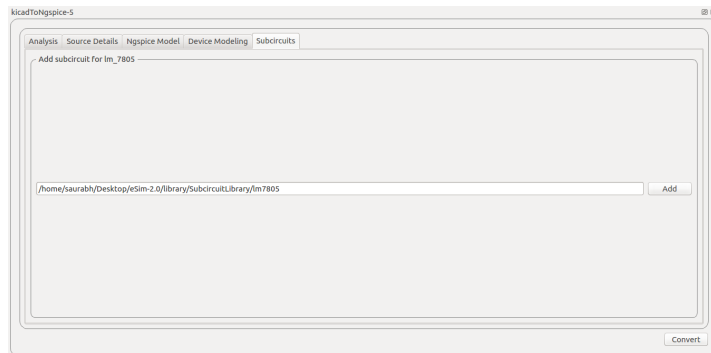 kicadToNgspice-5
Analysis Source Details Ngspice Model Device Modeling Subcircuits
Add subcircuit for lm_7805
/home/saurabh/Desktop/eSim-2.0/library/SubcircuitLibrary/lm7805 Add
Convert